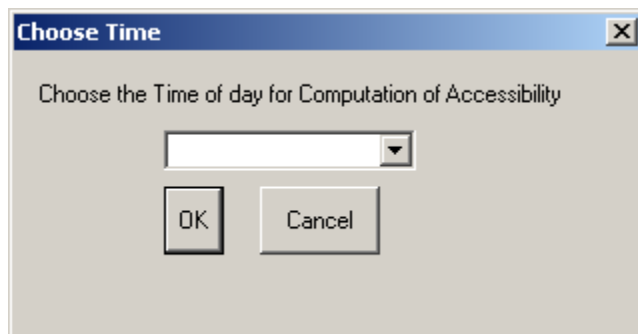 Choose Time
Choose the Time of day for Computation of Accessibility
OK
Cancel